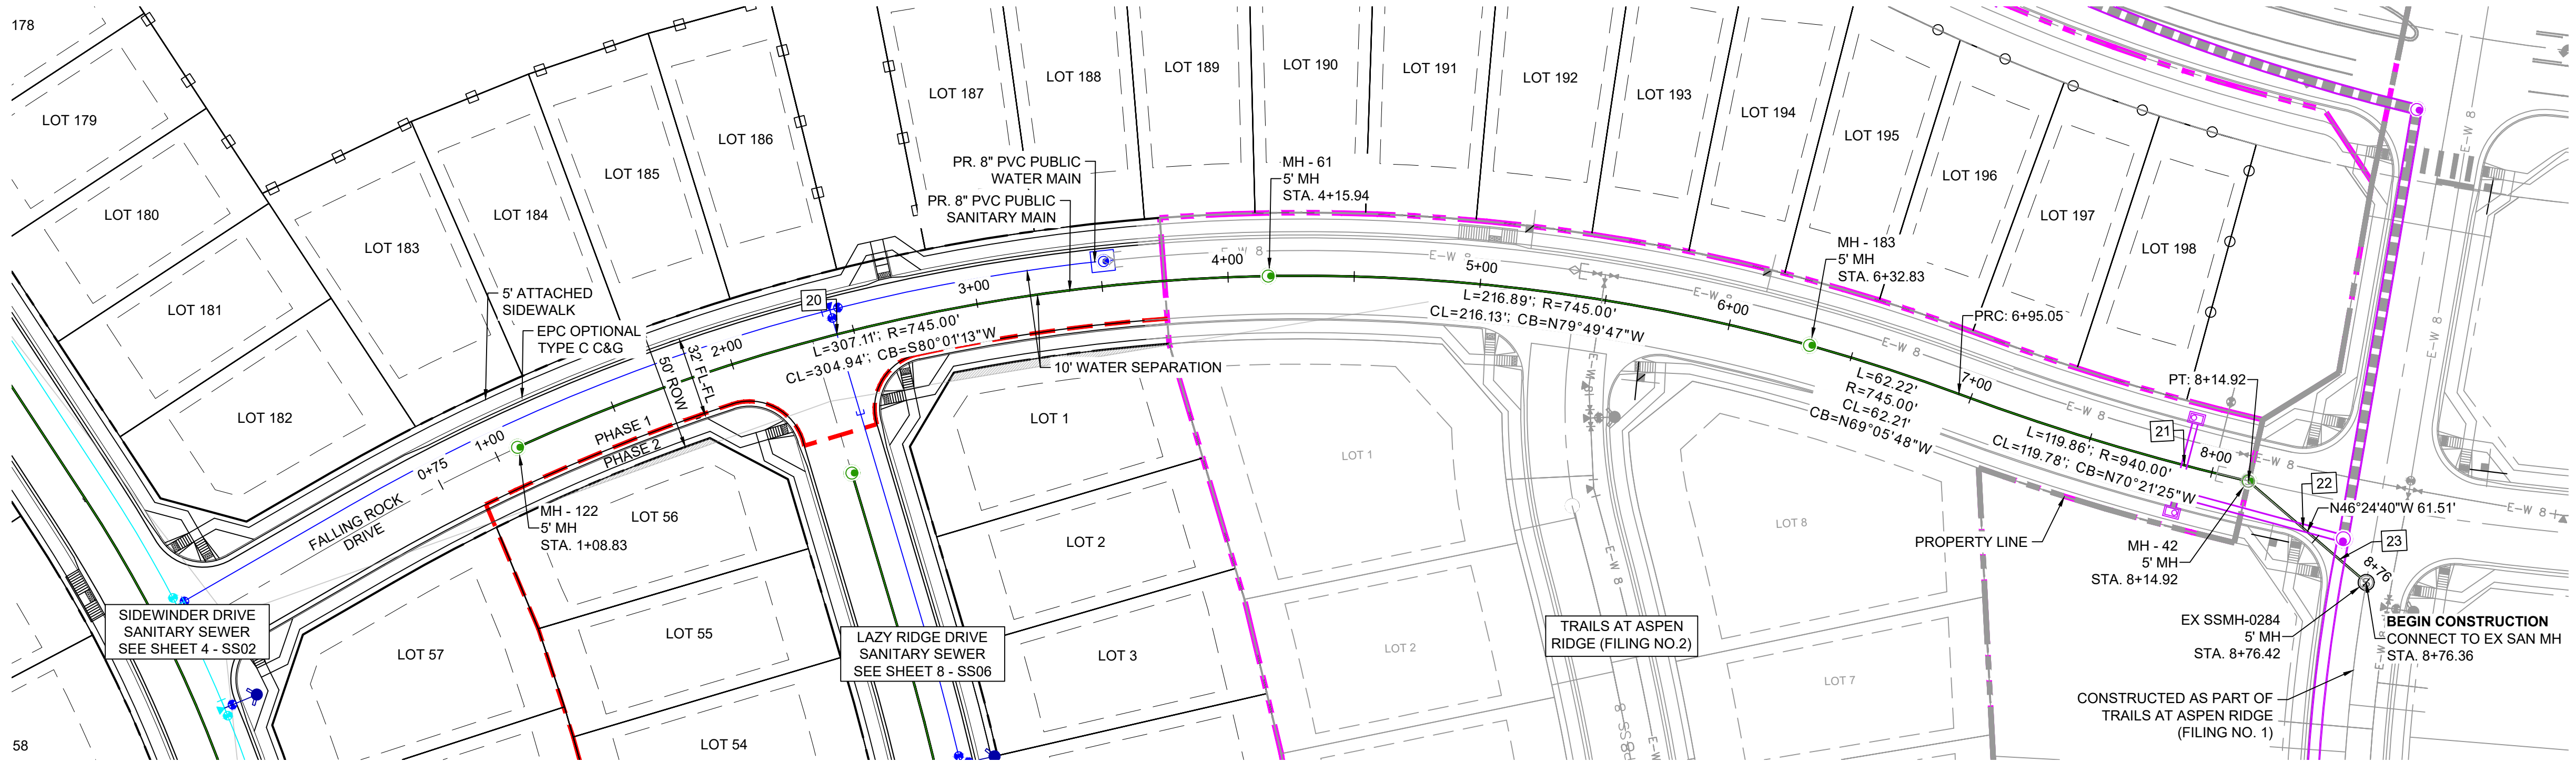 178
LOT 179
LOT 180
LOT 181
LOT 182
LOT 183
LOT 184
LOT 185
LOT 186
LOT 187
LOT 188
LOT 189
LOT 190
LOT 191
LOT 192
LOT 193
LOT 194
LOT 195
LOT 196
LOT 197
LOT 198
5' ATTACHED
SIDEWALK
EPC OPTIONAL
TYPE C C&G
PR. 8" PVC PUBLIC
WATER MAIN
PR. 8" PVC PUBLIC
SANITARY MAIN
MH - 61
5' MH
STA. 4+15.94
MH - 183
5' MH
STA. 6+32.83
PRC: 6+95.05
PT: 8+14.92
20
21
22
23
0+75
1+00
2+00
3+00
4+00
5+00
6+00
7+00
8+00
8+76
32' FL-FL
50' ROW
L=307.11'; R=745.00'
CL=304.94'; CB=S80°01'13"W
L=216.89'; R=745.00'
CL=216.13'; CB=N79°49'47"W
L=62.22'
R=745.00'
CL=62.21'
CB=N69°05'48"W
L=119.86'; R=940.00'
CL=119.78'; CB=N70°21'25"W
N46°24'40"W 61.51'
10' WATER SEPARATION
PHASE 1
PHASE 2
FALLING ROCK
DRIVE
MH - 122
5' MH
STA. 1+08.83
SIDEWINDER DRIVE
SANITARY SEWER
SEE SHEET 4 - SS02
LAZY RIDGE DRIVE
SANITARY SEWER
SEE SHEET 8 - SS06
TRAILS AT ASPEN
RIDGE (FILING NO.2)
PROPERTY LINE
MH - 42
5' MH
STA. 8+14.92
EX SSMH-0284
5' MH
STA. 8+76.42
BEGIN CONSTRUCTION
CONNECT TO EX SAN MH
STA. 8+76.36
CONSTRUCTED AS PART OF
TRAILS AT ASPEN RIDGE
(FILING NO. 1)
LOT 1
LOT 2
LOT 3
LOT 54
LOT 55
LOT 56
LOT 57
58
LOT 1
LOT 2
LOT 7
LOT 8
E-W 8
E-W 8
E-W 8
E-W 8
E-W 8
E-W 8
E-W 8
E-W 8
E-W 8